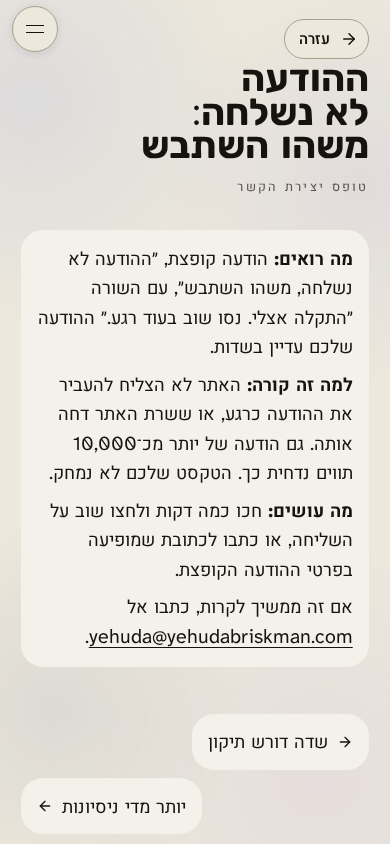 עזרה
ההודעה
לא נשלחה:
משהו השתבש
טופס יצירת הקשר
מה רואים: הודעה קופצת, "ההודעה לא
נשלחה, משהו השתבש", עם השורה
"התקלה אצלי. נסו שוב בעוד רגע." ההודעה
שלכם עדיין בשדות.
למה זה קורה: האתר לא הצליח להעביר
את ההודעה כרגע, או ששרת האתר דחה
אותה. גם הודעה של יותר מכ־10,000
תווים נדחית כך. הטקסט שלכם לא נמחק.
מה עושים: חכו כמה דקות ולחצו שוב על
השליחה, או כתבו לכתובת שמופיעה
בפרטי ההודעה הקופצת.
אם זה ממשיך לקרות, כתבו אל
yehuda@yehudabriskman.com.
שדה דורש תיקון
יותר מדי ניסיונות